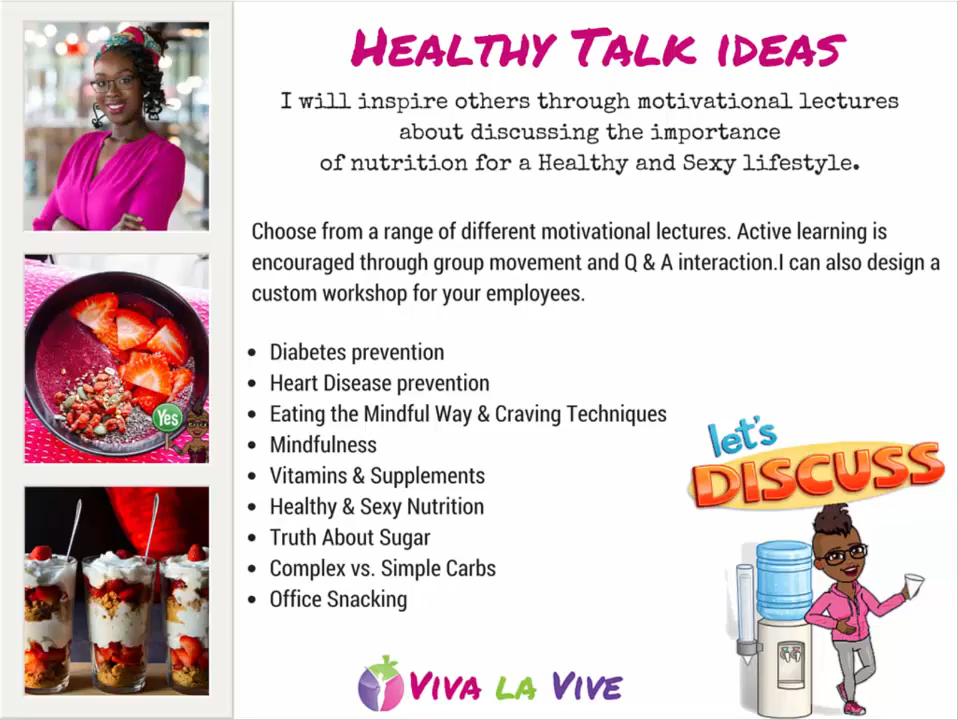 Healthy Talk ideas
I will inspire others through motivational lectures
about discussing the importance
of nutrition for a Healthy and Sexy lifestyle.
Choose from a range of different motivational lectures. Active learning is
encouraged through group movement and Q & A interaction.I can also design a
custom workshop for your employees.
• Diabetes prevention
• Heart Disease prevention
• Eating the Mindful Way & Craving Techniques
• Mindfulness
• Vitamins & Supplements
• Healthy & Sexy Nutrition
• Truth About Sugar
• Complex vs. Simple Carbs
• Office Snacking
Yes
let's
DISCUSS
Viva la Vive